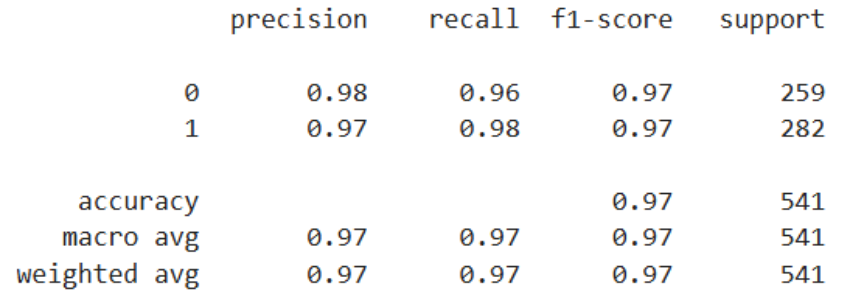 precision recall f1-score support
0 0.98 0.96 0.97 259
1 0.97 0.98 0.97 282
accuracy 0.97 541
macro avg 0.97 0.97 0.97 541
weighted avg 0.97 0.97 0.97 541